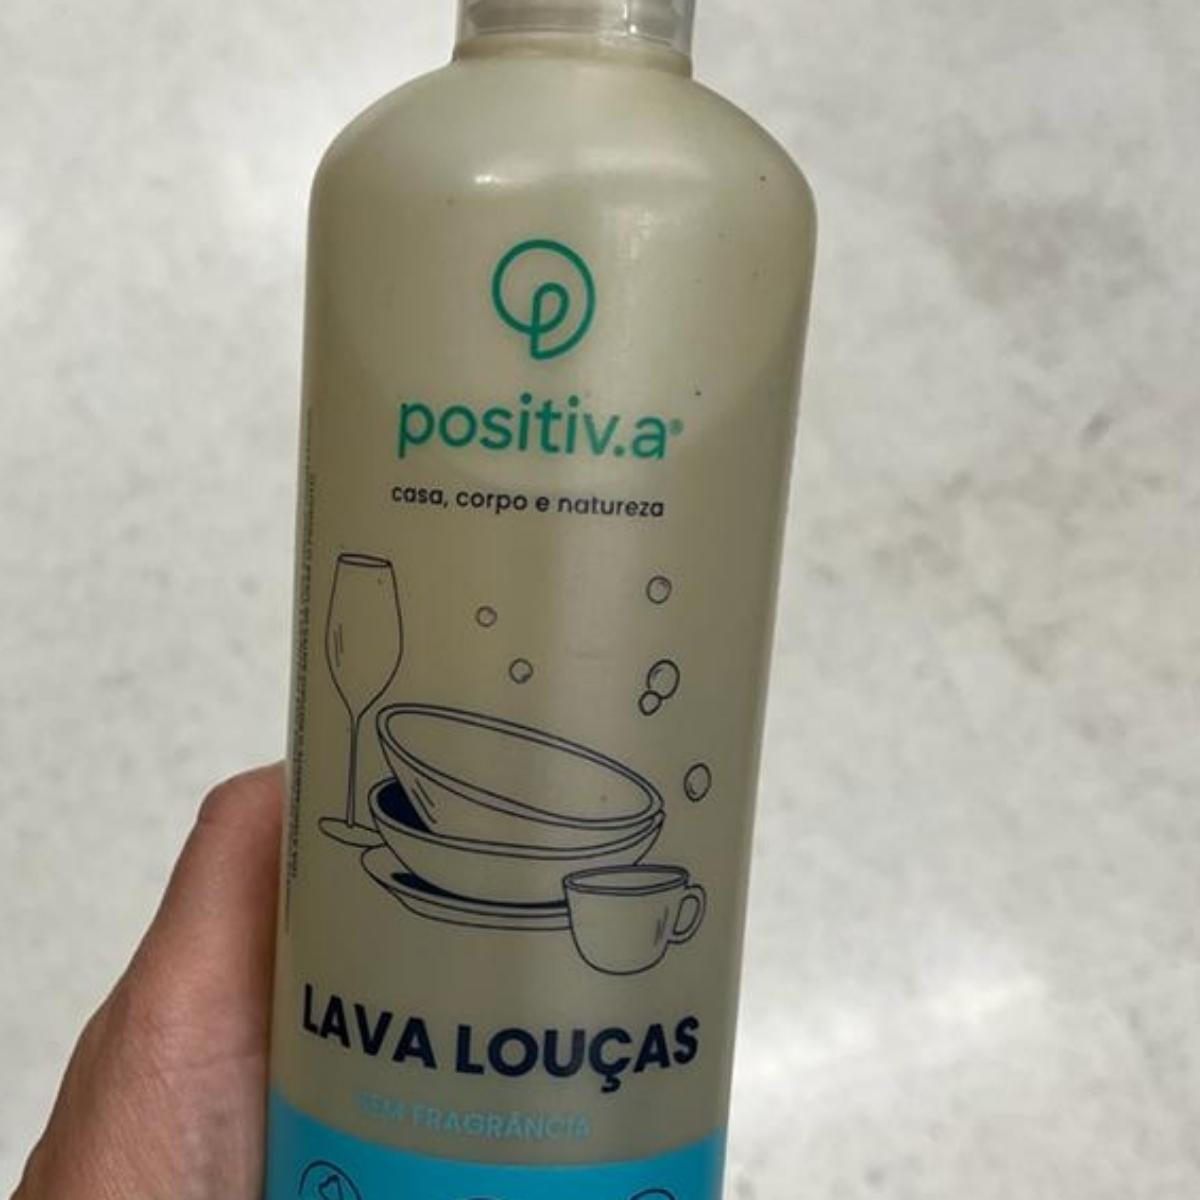 positiv.a®
casa, corpo e natureza
LAVA LOUÇAS
SEM FRAGRÂNCIA